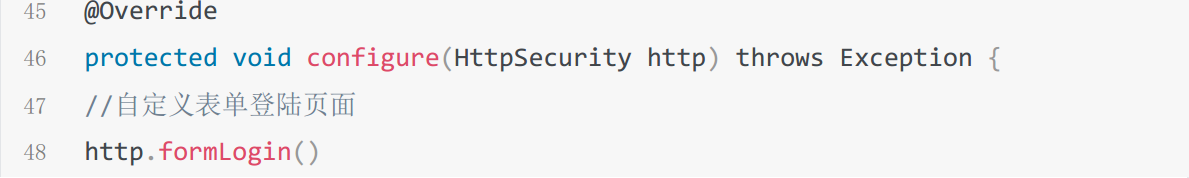 45 @Override
46 protected void configure(HttpSecurity http) throws Exception {
47 //自定义表单登陆页面
48 http.formLogin()